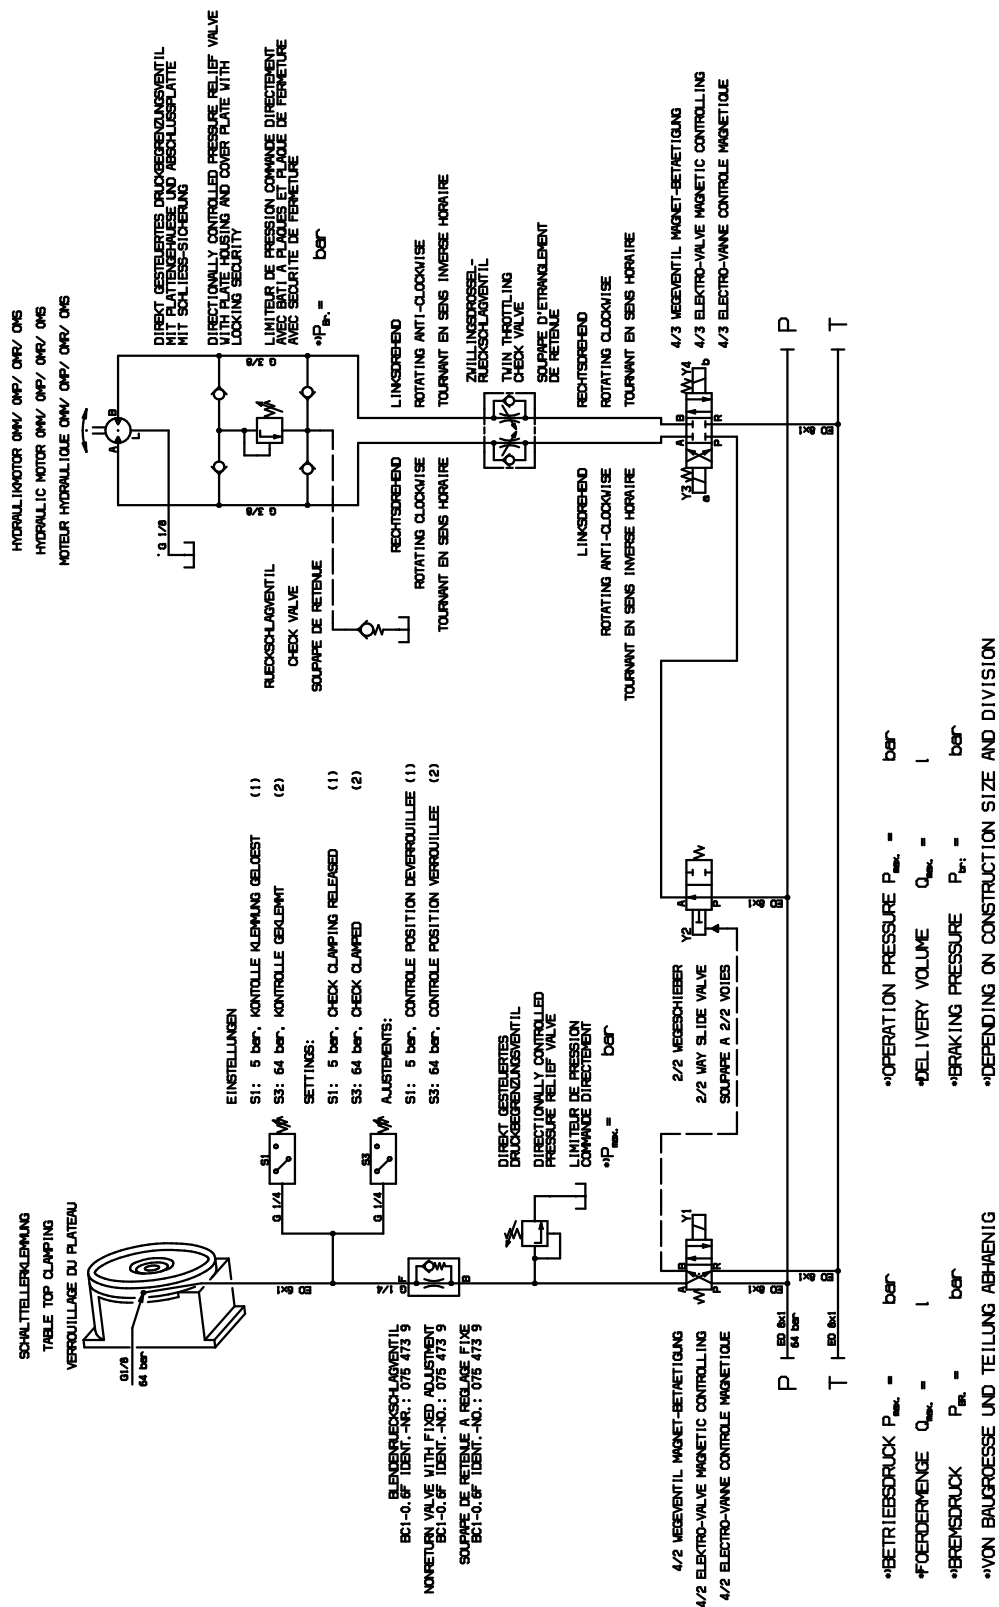 SCHALTTELLERKLEMMUNG
TABLE TOP CLAMPING
VERROUILLAGE DU PLATEAU
G1/8
64 bar
EINSTELLUNGEN
S1: 5 bar, KONTOLLE KLEMMUNG GELOEST (1)
S3: 64 bar, KONTROLLE GEKLEMMT (2)
SETTINGS:
S1: 5 bar, CHECK CLAMPING RELEASED (1)
S3: 64 bar, CHECK CLAMPED (2)
AJUSTEMENTS:
S1: 5 bar, CONTROLE POSITION DEVERROUILLEE (1)
S3: 64 bar, CONTROLE POSITION VERROUILLEE (2)
S1
G 1/4
S3
G 1/4
HYDRAULIKMOTOR OMM/ OMP/ OMR/ OMS
HYDRAULIC MOTOR OMM/ OMP/ OMR/ OMS
MOTEUR HYDRAULIQUE OMM/ OMP/ OMR/ OMS
A
B
L
G 1/8
G 3/8
G 3/8
DIREKT GESTEUERTES DRUCKBEGRENZUNGSVENTIL
MIT PLATTENGEHAEUSE UND ABSCHLUSSPLATTE
MIT SCHLIESS-SICHERUNG
DIRECTIONALLY CONTROLLED PRESSURE RELIEF VALVE
WITH PLATE HOUSING AND COVER PLATE WITH
LOCKING SECURITY
LIMITEUR DE PRESSION COMMANDE DIRECTEMENT
AVEC BATI A PLAQUES ET PLAQUE DE FERMETURE
AVEC SECURITE DE FERMETURE
*)P Br. = bar
RUECKSCHLAGVENTIL
CHECK VALVE
SOUPAPE DE RETENUE
RECHTSDREHEND
ROTATING CLOCKWISE
TOURNANT EN SENS HORAIRE
LINKSDREHEND
ROTATING ANTI-CLOCKWISE
TOURNANT EN SENS INVERSE HORAIRE
ZWILLINGSDROSSEL-
RUECKSCHLAGVENTIL
TWIN THROTTLING
CHECK VALVE
SOUPAPE D'ETRANGLEMENT
DE RETENUE
LINKSDREHEND
ROTATING ANTI-CLOCKWISE
TOURNANT EN SENS INVERSE HORAIRE
RECHTSDREHEND
ROTATING CLOCKWISE
TOURNANT EN SENS HORAIRE
4/3 WEGEVENTIL MAGNET-BETAETIGUNG
4/3 ELEKTRO-VALVE MAGNETIC CONTROLLING
4/3 ELECTRO-VANNE CONTROLE MAGNETIQUE
Y3
a
A
B
P
R
Y4
b
EO 8x1
EO 8x1
G 1/4
F
B
BLENDENRUECKSCHLAGVENTIL
BC1-0.6F IDENT.-NR.: 075 473 9
NONRETURN VALVE WITH FIXED ADJUSTMENT
BC1-0.6F IDENT.-NO.: 075 473 9
SOUPAPE DE RETENUE A REGLAGE FIXE
BC1-0.6F IDENT.-NO.: 075 473 9
DIREKT GESTEUERTES
DRUCKBEGRENZUNGSVENTIL
DIRECTIONALLY CONTROLLED
PRESSURE RELIEF VALVE
LIMITEUR DE PRESSION
COMMANDE DIRECTEMENT
*)P max. = bar
4/2 WEGEVENTIL MAGNET-BETAETIGUNG
4/2 ELEKTRO-VALVE MAGNETIC CONTROLLING
4/2 ELECTRO-VANNE CONTROLE MAGNETIQUE
A
B
P
R
Y1
2/2 WEGESCHIEBER
2/2 WAY SLIDE VALVE
SOUPAPE A 2/2 VOIES
Y2
A
P
EO 8x1
EO 8x1
EO 8x1
P
EO 8x1
64 bar
P
T
EO 8x1
T
*)BETRIEBSDRUCK P max. = bar
*)FOERDERMENGE Q max. = l
*)BREMSDRUCK P BR. = bar
*)VON BAUGROESSE UND TEILUNG ABHAENIG
*)OPERATION PRESSURE P max. = bar
*)DELIVERY VOLUME Q max. = l
*)BRAKING PRESSURE P br: = bar
*)DEPENDING ON CONSTRUCTION SIZE AND DIVISION